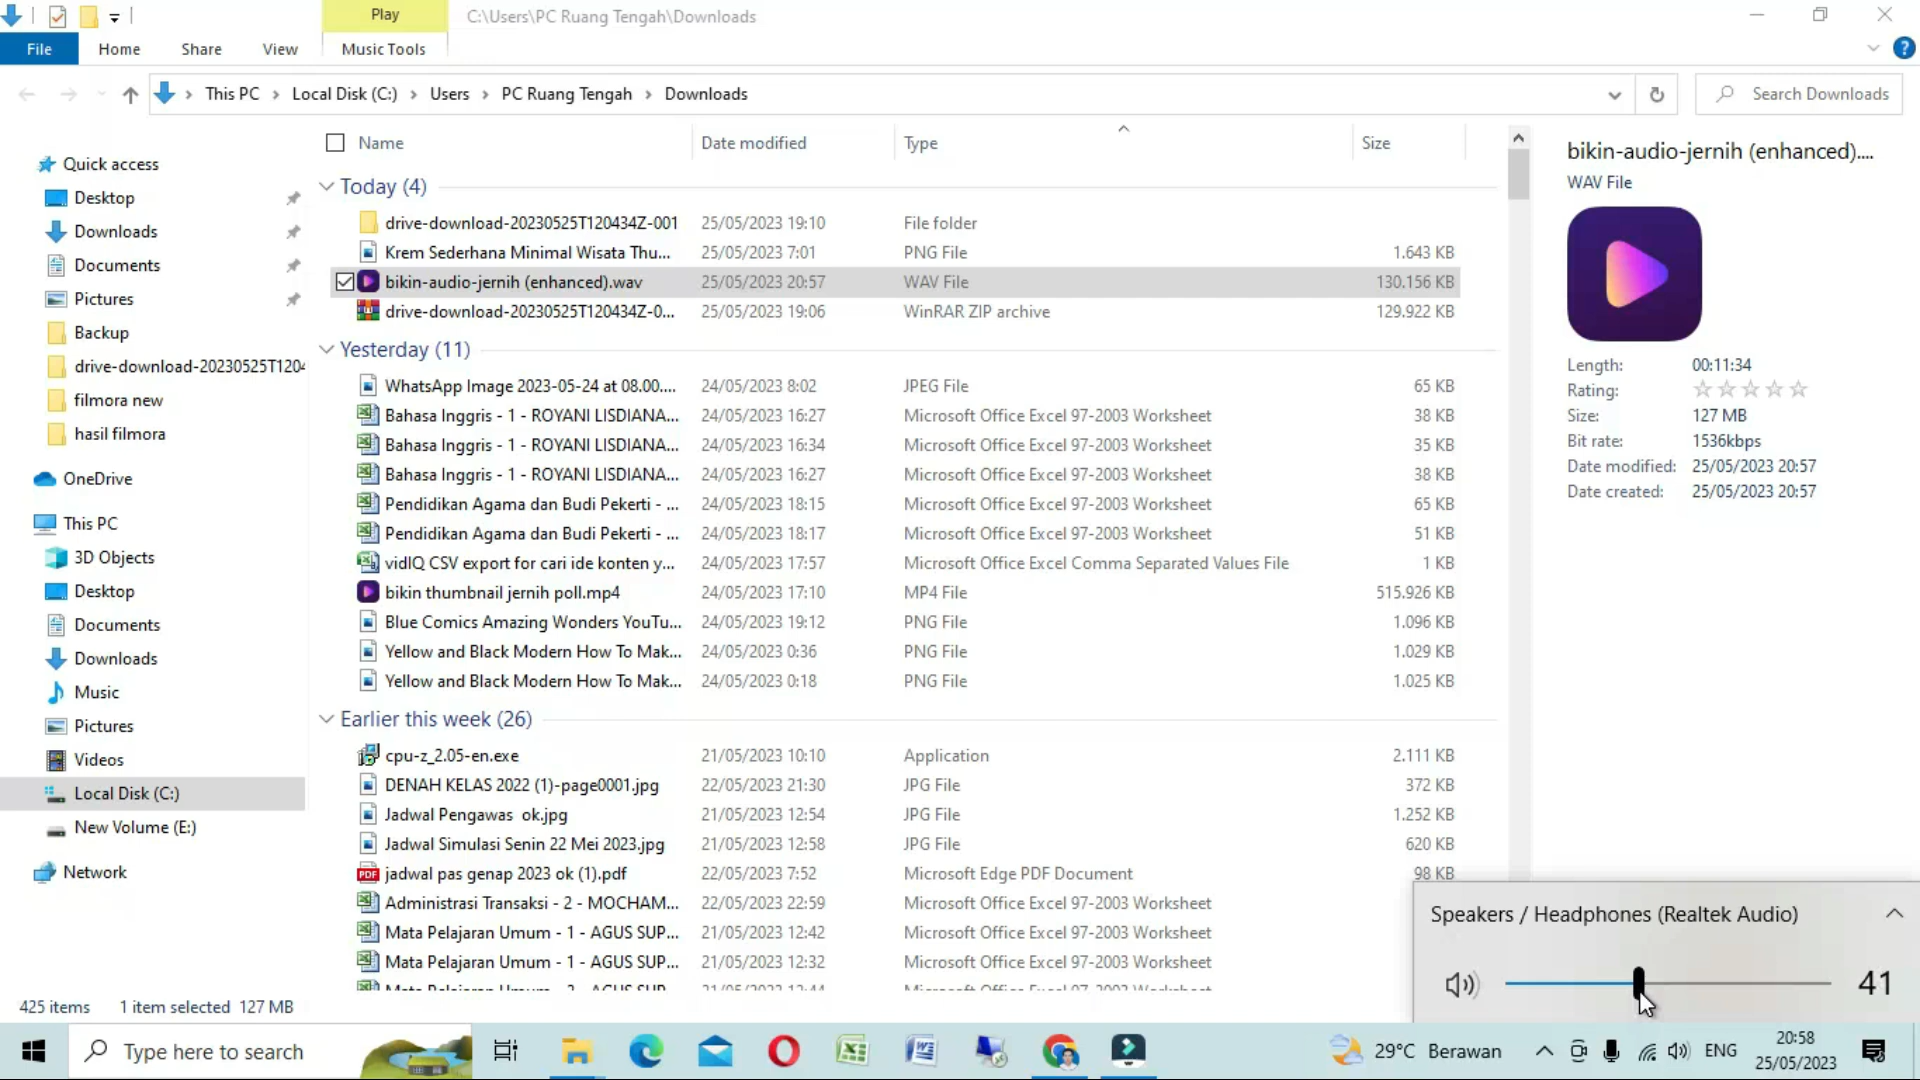 Play
C:\Users\PC Ruang Tengah\Downloads
File Home Share View Music Tools
This PC > Local Disk (C:) > Users > PC Ruang Tengah > Downloads
Search Downloads
Name Date modified Type Size
Quick access
Desktop
Downloads
Documents
Pictures
Backup
drive-download-20230525T120
filmora new
hasil filmora
OneDrive
This PC
3D Objects
Desktop
Documents
Downloads
Music
Pictures
Videos
Local Disk (C:)
New Volume (E:)
Network
Today (4)
drive-download-20230525T120434Z-001 25/05/2023 19:10 File folder
Krem Sederhana Minimal Wisata Thu... 25/05/2023 7:01 PNG File 1.643 KB
bikin-audio-jernih (enhanced).wav 25/05/2023 20:57 WAV File 130.156 KB
drive-download-20230525T120434Z-0... 25/05/2023 19:06 WinRAR ZIP archive 129.922 KB
Yesterday (11)
WhatsApp Image 2023-05-24 at 08.00.... 24/05/2023 8:02 JPEG File 65 KB
Bahasa Inggris - 1 - ROYANI LISDIANA... 24/05/2023 16:27 Microsoft Office Excel 97-2003 Worksheet 38 KB
Bahasa Inggris - 1 - ROYANI LISDIANA... 24/05/2023 16:34 Microsoft Office Excel 97-2003 Worksheet 35 KB
Bahasa Inggris - 1 - ROYANI LISDIANA... 24/05/2023 16:27 Microsoft Office Excel 97-2003 Worksheet 38 KB
Pendidikan Agama dan Budi Pekerti - ... 24/05/2023 18:15 Microsoft Office Excel 97-2003 Worksheet 65 KB
Pendidikan Agama dan Budi Pekerti - ... 24/05/2023 18:17 Microsoft Office Excel 97-2003 Worksheet 51 KB
vidIQ CSV export for cari ide konten y... 24/05/2023 17:57 Microsoft Office Excel Comma Separated Values File 1 KB
bikin thumbnail jernih poll.mp4 24/05/2023 17:10 MP4 File 515.926 KB
Blue Comics Amazing Wonders YouTu... 24/05/2023 19:12 PNG File 1.096 KB
Yellow and Black Modern How To Mak... 24/05/2023 0:36 PNG File 1.029 KB
Yellow and Black Modern How To Mak... 24/05/2023 0:18 PNG File 1.025 KB
Earlier this week (26)
cpu-z_2.05-en.exe 21/05/2023 10:10 Application 2.111 KB
DENAH KELAS 2022 (1)-page0001.jpg 22/05/2023 21:30 JPG File 372 KB
Jadwal Pengawas ok.jpg 21/05/2023 12:54 JPG File 1.252 KB
Jadwal Simulasi Senin 22 Mei 2023.jpg 21/05/2023 12:58 JPG File 620 KB
PDF jadwal pas genap 2023 ok (1).pdf 22/05/2023 7:52 Microsoft Edge PDF Document 98 KB
Administrasi Transaksi - 2 - MOCHAM... 22/05/2023 22:59 Microsoft Office Excel 97-2003 Worksheet
Mata Pelajaran Umum - 1 - AGUS SUP... 21/05/2023 12:42 Microsoft Office Excel 97-2003 Worksheet
Mata Pelajaran Umum - 1 - AGUS SUP... 21/05/2023 12:32 Microsoft Office Excel 97-2003 Worksheet
bikin-audio-jernih (enhanced)....
WAV File
Length: 00:11:34
Rating:
Size: 127 MB
Bit rate: 1536kbps
Date modified: 25/05/2023 20:57
Date created: 25/05/2023 20:57
Speakers / Headphones (Realtek Audio)
41
425 items 1 item selected 127 MB
Type here to search
29°C Berawan
ENG
20:58
25/05/2023